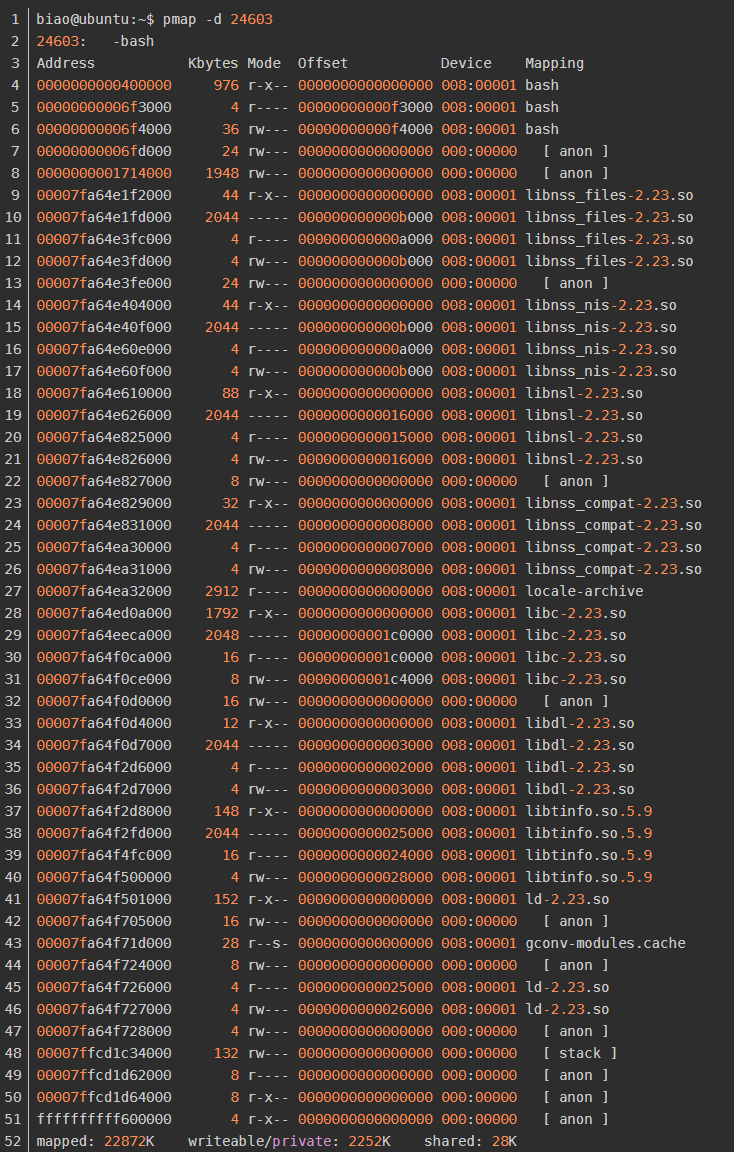 1 biao@ubuntu:~$ pmap -d 24603
2 24603:   -bash
3 Address           Kbytes Mode  Offset           Device    Mapping
4 0000000000400000     976 r-x-- 0000000000000000 008:00001 bash
5 00000000006f3000       4 r---- 00000000000f3000 008:00001 bash
6 00000000006f4000      36 rw--- 00000000000f4000 008:00001 bash
7 00000000006fd000      24 rw--- 0000000000000000 000:00000   [ anon ]
8 0000000001714000    1948 rw--- 0000000000000000 000:00000   [ anon ]
9 00007fa64e1f2000      44 r-x-- 0000000000000000 008:00001 libnss_files-2.23.so
10 00007fa64e1fd000    2044 ----- 000000000000b000 008:00001 libnss_files-2.23.so
11 00007fa64e3fc000       4 r---- 000000000000a000 008:00001 libnss_files-2.23.so
12 00007fa64e3fd000       4 rw--- 000000000000b000 008:00001 libnss_files-2.23.so
13 00007fa64e3fe000      24 rw--- 0000000000000000 000:00000   [ anon ]
14 00007fa64e404000      44 r-x-- 0000000000000000 008:00001 libnss_nis-2.23.so
15 00007fa64e40f000    2044 ----- 000000000000b000 008:00001 libnss_nis-2.23.so
16 00007fa64e60e000       4 r---- 000000000000a000 008:00001 libnss_nis-2.23.so
17 00007fa64e60f000       4 rw--- 000000000000b000 008:00001 libnss_nis-2.23.so
18 00007fa64e610000      88 r-x-- 0000000000000000 008:00001 libnsl-2.23.so
19 00007fa64e626000    2044 ----- 0000000000016000 008:00001 libnsl-2.23.so
20 00007fa64e825000       4 r---- 0000000000015000 008:00001 libnsl-2.23.so
21 00007fa64e826000       4 rw--- 0000000000016000 008:00001 libnsl-2.23.so
22 00007fa64e827000       8 rw--- 0000000000000000 000:00000   [ anon ]
23 00007fa64e829000      32 r-x-- 0000000000000000 008:00001 libnss_compat-2.23.so
24 00007fa64e831000    2044 ----- 0000000000008000 008:00001 libnss_compat-2.23.so
25 00007fa64ea30000       4 r---- 0000000000007000 008:00001 libnss_compat-2.23.so
26 00007fa64ea31000       4 rw--- 0000000000008000 008:00001 libnss_compat-2.23.so
27 00007fa64ea32000    2912 r---- 0000000000000000 008:00001 locale-archive
28 00007fa64ed0a000    1792 r-x-- 0000000000000000 008:00001 libc-2.23.so
29 00007fa64eeca000    2048 ----- 00000000001c0000 008:00001 libc-2.23.so
30 00007fa64f0ca000      16 r---- 00000000001c0000 008:00001 libc-2.23.so
31 00007fa64f0ce000       8 rw--- 00000000001c4000 008:00001 libc-2.23.so
32 00007fa64f0d0000      16 rw--- 0000000000000000 000:00000   [ anon ]
33 00007fa64f0d4000      12 r-x-- 0000000000000000 008:00001 libdl-2.23.so
34 00007fa64f0d7000    2044 ----- 0000000000003000 008:00001 libdl-2.23.so
35 00007fa64f2d6000       4 r---- 0000000000002000 008:00001 libdl-2.23.so
36 00007fa64f2d7000       4 rw--- 0000000000003000 008:00001 libdl-2.23.so
37 00007fa64f2d8000     148 r-x-- 0000000000000000 008:00001 libtinfo.so.5.9
38 00007fa64f2fd000    2044 ----- 0000000000025000 008:00001 libtinfo.so.5.9
39 00007fa64f4fc000      16 r---- 0000000000024000 008:00001 libtinfo.so.5.9
40 00007fa64f500000       4 rw--- 0000000000028000 008:00001 libtinfo.so.5.9
41 00007fa64f501000     152 r-x-- 0000000000000000 008:00001 ld-2.23.so
42 00007fa64f705000      16 rw--- 0000000000000000 000:00000   [ anon ]
43 00007fa64f71d000      28 r--s- 0000000000000000 008:00001 gconv-modules.cache
44 00007fa64f724000       8 rw--- 0000000000000000 000:00000   [ anon ]
45 00007fa64f726000       4 r---- 0000000000025000 008:00001 ld-2.23.so
46 00007fa64f727000       4 rw--- 0000000000026000 008:00001 ld-2.23.so
47 00007fa64f728000       4 rw--- 0000000000000000 000:00000   [ anon ]
48 00007ffcd1c34000     132 rw--- 0000000000000000 000:00000   [ stack ]
49 00007ffcd1d62000       8 r---- 0000000000000000 000:00000   [ anon ]
50 00007ffcd1d64000       8 r-x-- 0000000000000000 000:00000   [ anon ]
51 ffffffffff600000       4 r-x-- 0000000000000000 000:00000   [ anon ]
52 mapped: 22872K    writeable/private: 2252K    shared: 28K